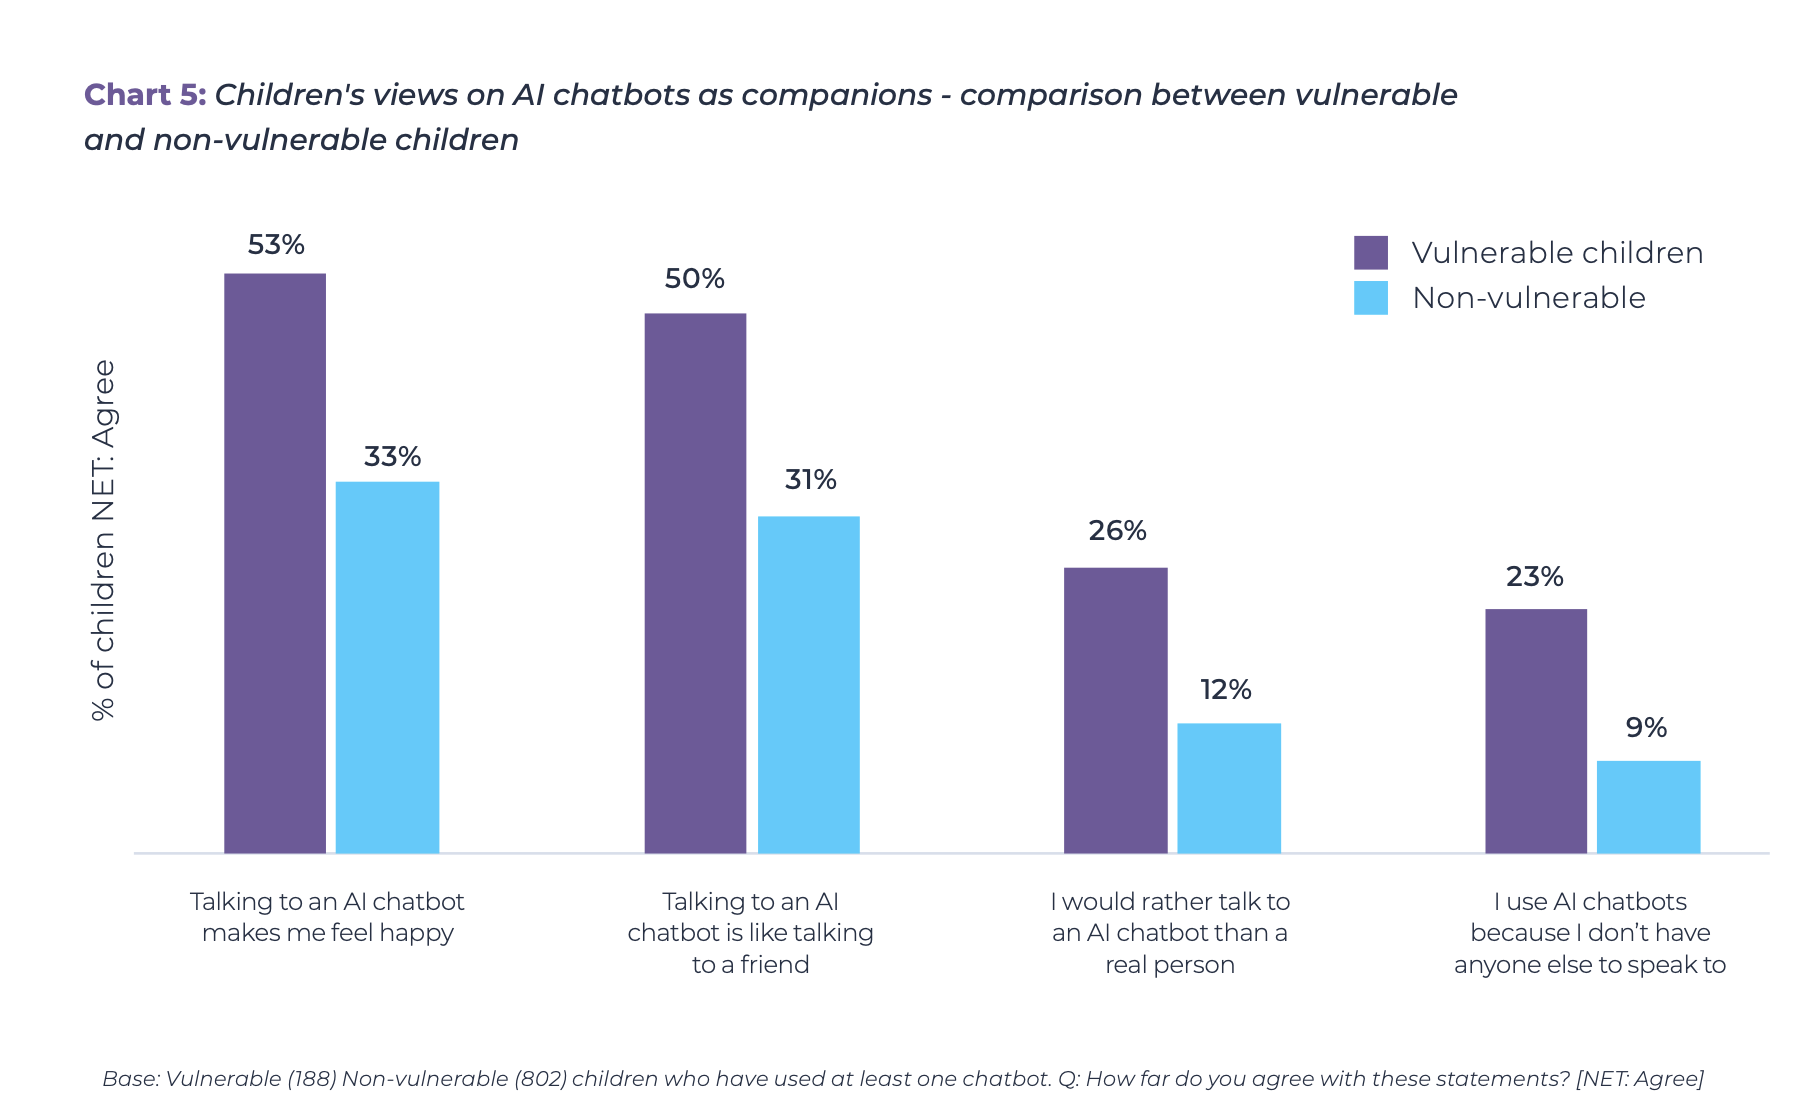 Chart 5: Children's views on AI chatbots as companions - comparison between vulnerable
and non-vulnerable children
Vulnerable children
Non-vulnerable
% of children NET: Agree
53%
33%
50%
31%
26%
12%
23%
9%
Talking to an AI chatbot
makes me feel happy
Talking to an AI
chatbot is like talking
to a friend
I would rather talk to
an AI chatbot than a
real person
I use AI chatbots
because I don’t have
anyone else to speak to
Base: Vulnerable (188) Non-vulnerable (802) children who have used at least one chatbot. Q: How far do you agree with these statements? [NET: Agree]